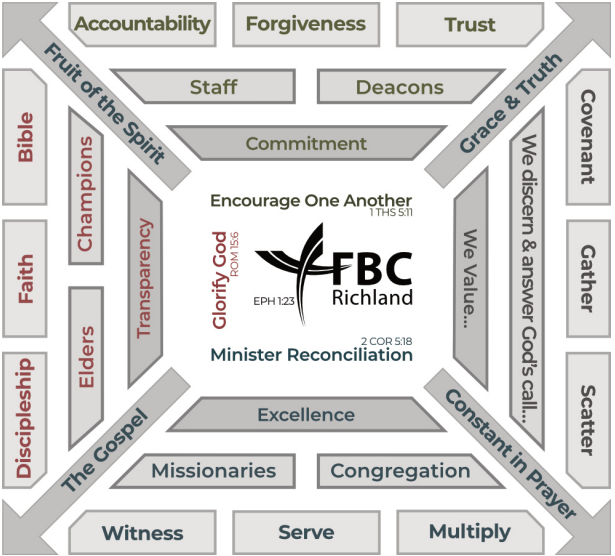 Accountability
Forgiveness
Trust
Fruit of the Spirit
Staff
Deacons
Grace & Truth
Commitment
Bible
Champions
Transparency
Faith
Elders
Discipleship
Encourage One Another
1 THS 5:11
Glorify God
ROM 15:6
EPH 1:23
FBC
Richland
2 COR 5:18
Minister Reconciliation
We Value...
We discern & answer God's call...
Covenant
Gather
Scatter
Excellence
The Gospel
Constant in Prayer
Missionaries
Congregation
Witness
Serve
Multiply